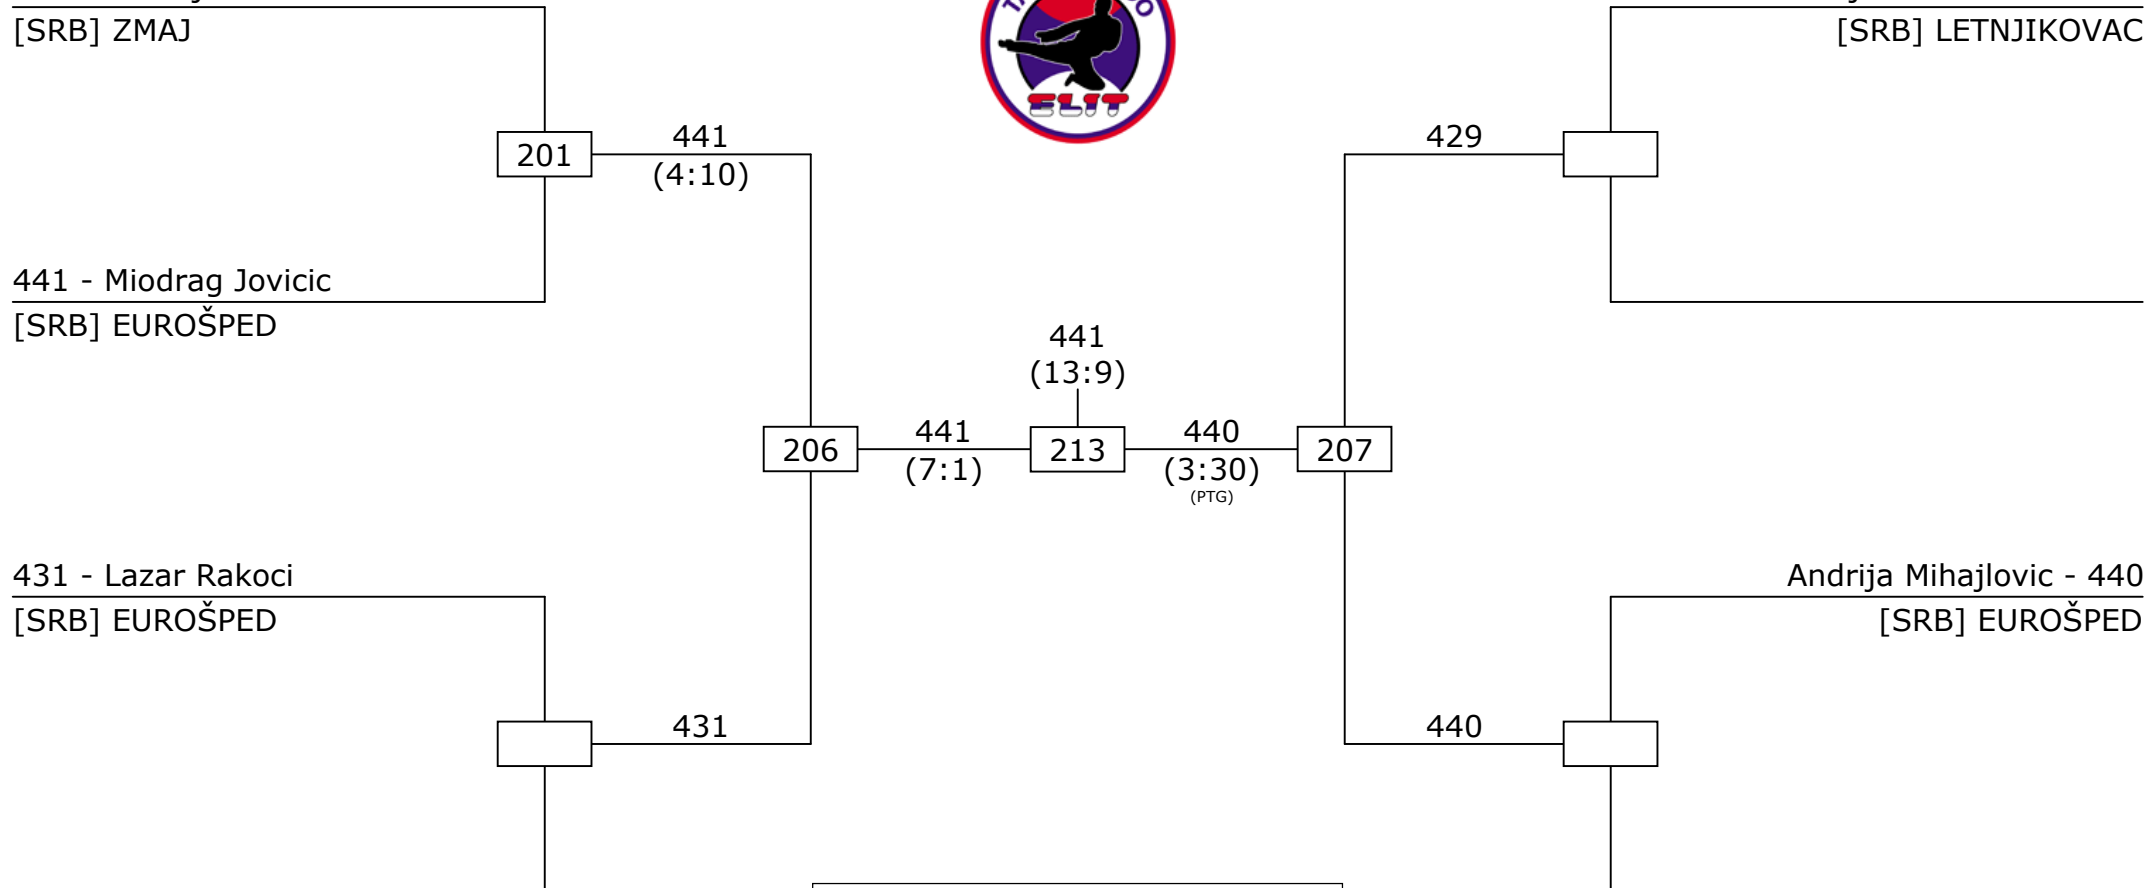 [SRB] ZMAJ
[SRB] LETNJIKOVAC
ELIT
201
441
(4:10)
429
441 - Miodrag Jovicic
[SRB] EUROŠPED
441
(13:9)
206
441
(7:1)
213
440
(3:30)
(PTG)
207
431 - Lazar Rakoci
[SRB] EUROŠPED
Andrija Mihajlovic - 440
[SRB] EUROŠPED
431
440